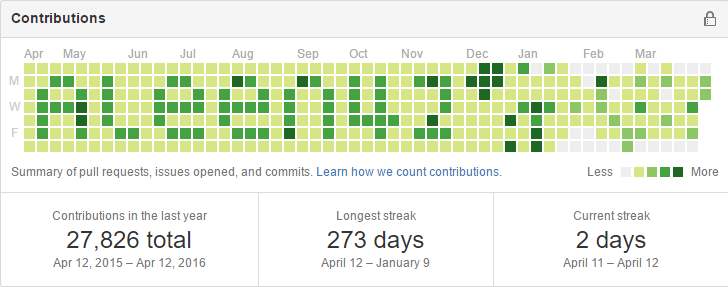 Contributions
Apr May Jun Jul Aug Sep Oct Nov Dec Jan Feb Mar
M
W
F
Summary of pull requests, issues opened, and commits. Learn how we count contributions. Less More
Contributions in the last year Longest streak Current streak
27,826 total 273 days 2 days
Apr 12, 2015 – Apr 12, 2016 April 12 – January 9 April 11 – April 12